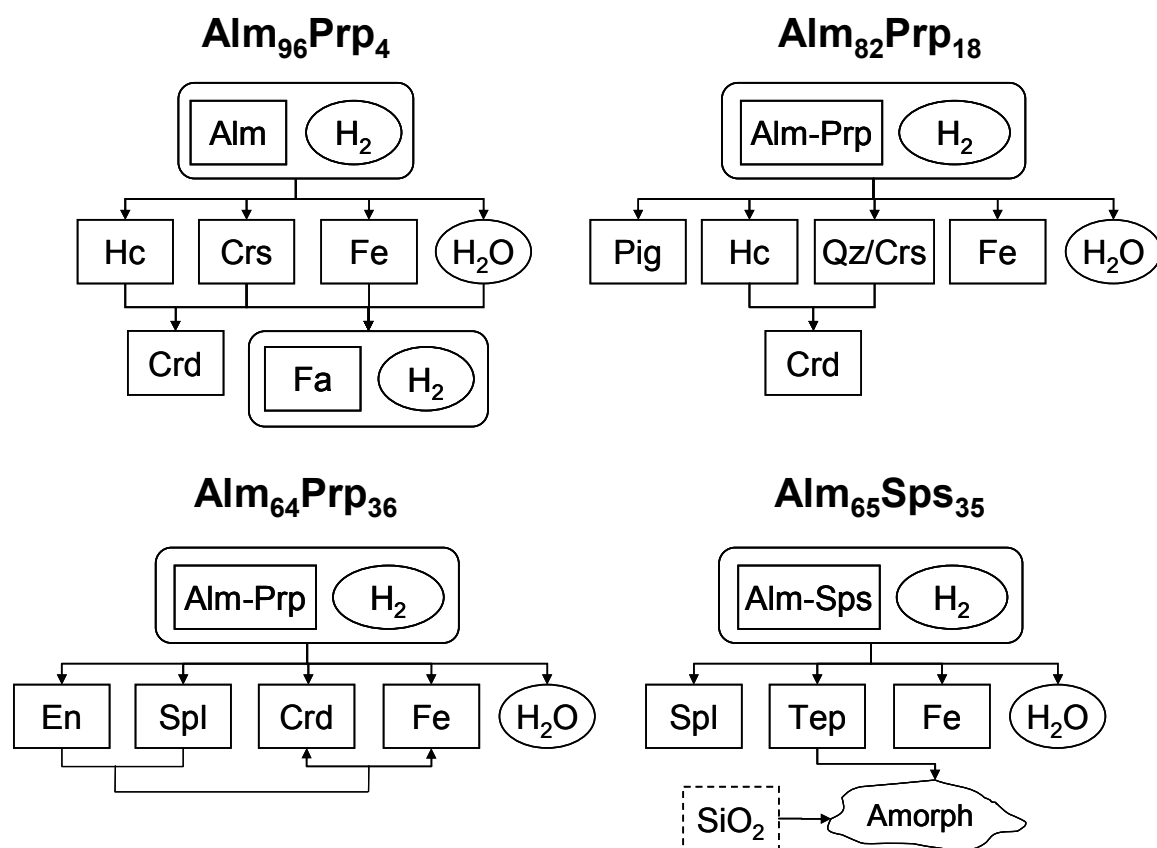 Alm₉₆Prp₄
Alm H₂
Hc Crs Fe H₂O
Crd Fa H₂
Alm₈₂Prp₁₈
Alm-Prp H₂
Pig Hc Qz/Crs Fe H₂O
Crd
Alm₆₄Prp₃₆
Alm-Prp H₂
En Spl Crd Fe H₂O
Alm₆₅Sps₃₅
Alm-Sps H₂
Spl Tep Fe H₂O
SiO₂ Amorph